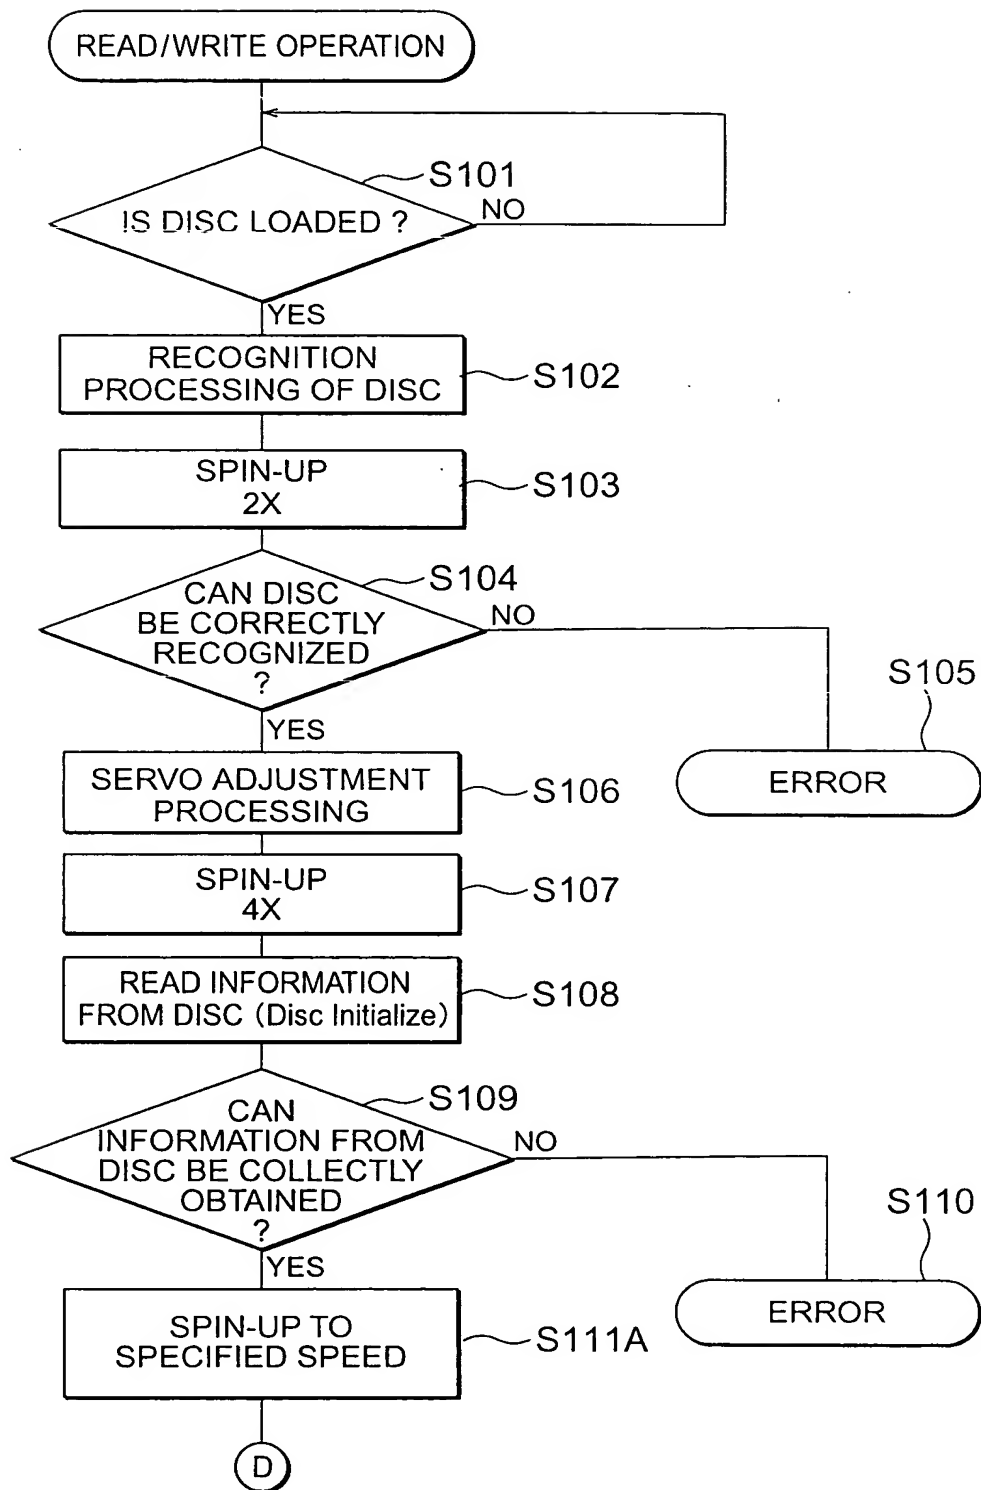 READ/WRITE OPERATION
S101
IS DISC LOADED ?
NO
YES
RECOGNITION
PROCESSING OF DISC
S102
SPIN-UP
2X
S103
S104
CAN DISC
BE CORRECTLY
RECOGNIZED
?
NO
YES
S105
ERROR
SERVO ADJUSTMENT
PROCESSING
S106
SPIN-UP
4X
S107
READ INFORMATION
FROM DISC (Disc Initialize)
S108
S109
CAN
INFORMATION FROM
DISC BE COLLECTLY
OBTAINED
?
NO
YES
S110
ERROR
SPIN-UP TO
SPECIFIED SPEED
S111A
D